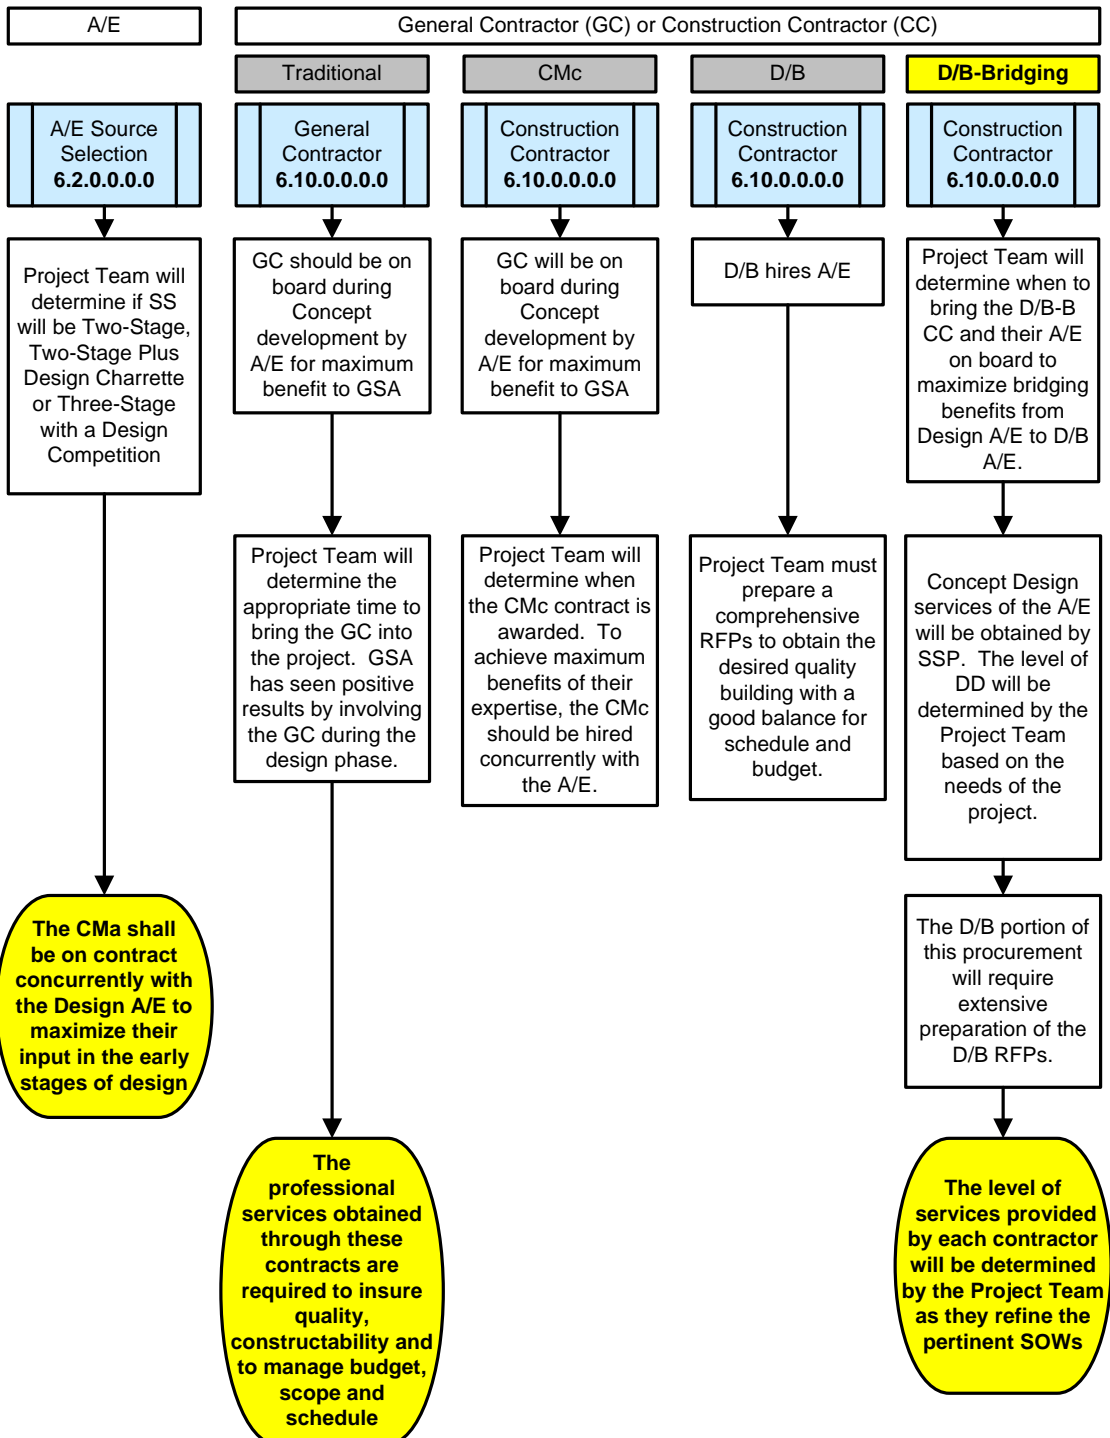 A/E
General Contractor (GC) or Construction Contractor (CC)
Traditional
CMc
D/B
D/B-Bridging
A/E Source
Selection
6.2.0.0.0.0
General
Contractor
6.10.0.0.0.0
Construction
Contractor
6.10.0.0.0.0
Construction
Contractor
6.10.0.0.0.0
Construction
Contractor
6.10.0.0.0.0
Project Team will
determine if SS
will be Two-Stage,
Two-Stage Plus
Design Charrette
or Three-Stage
with a Design
Competition
GC should be on
board during
Concept
development by
A/E for maximum
benefit to GSA
GC will be on
board during
Concept
development by
A/E for maximum
benefit to GSA
D/B hires A/E
Project Team will
determine when to
bring the D/B-B
CC and their A/E
on board to
maximize bridging
benefits from
Design A/E to D/B
A/E.
Project Team will
determine the
appropriate time to
bring the GC into
the project.  GSA
has seen positive
results by involving
the GC during the
design phase.
Project Team will
determine when
the CMc contract is
awarded.  To
achieve maximum
benefits of their
expertise, the CMc
should be hired
concurrently with
the A/E.
Project Team must
prepare a
comprehensive
RFPs to obtain the
desired quality
building with a
good balance for
schedule and
budget.
Concept Design
services of the A/E
will be obtained by
SSP.  The level of
DD will be
determined by the
Project Team
based on the
needs of the
project.
The CMa shall
be on contract
concurrently with
the Design A/E to
maximize their
input in the early
stages of design
The D/B portion of
this procurement
will require
extensive
preparation of the
D/B RFPs.
The
professional
services obtained
through these
contracts are
required to insure
quality,
constructability and
to manage budget,
scope and
schedule
The level of
services provided
by each contractor
will be determined
by the Project Team
as they refine the
pertinent SOWs